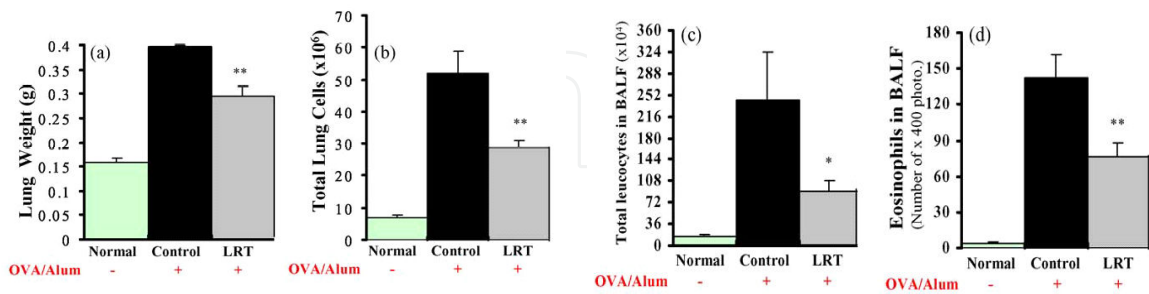 (a)
Lung Weight (g)
0.4
0.35
0.3
0.25
0.2
0.15
0.1
0.05
0
**
Normal Control LRT
OVA/Alum - + +
(b)
Total Lung Cells (x10⁶)
70
60
50
40
30
20
10
0
**
Normal Control LRT
OVA/Alum - + +
(c)
Total leucocytes in BALF (x10⁴)
360
324
288
252
216
180
144
108
72
36
0
*
Normal Control LRT
OVA/Alum - + +
(d)
Eosinophils in BALF
(Number of x 400 photo.)
180
150
120
90
60
30
0
**
Normal Control LRT
OVA/Alum - + +